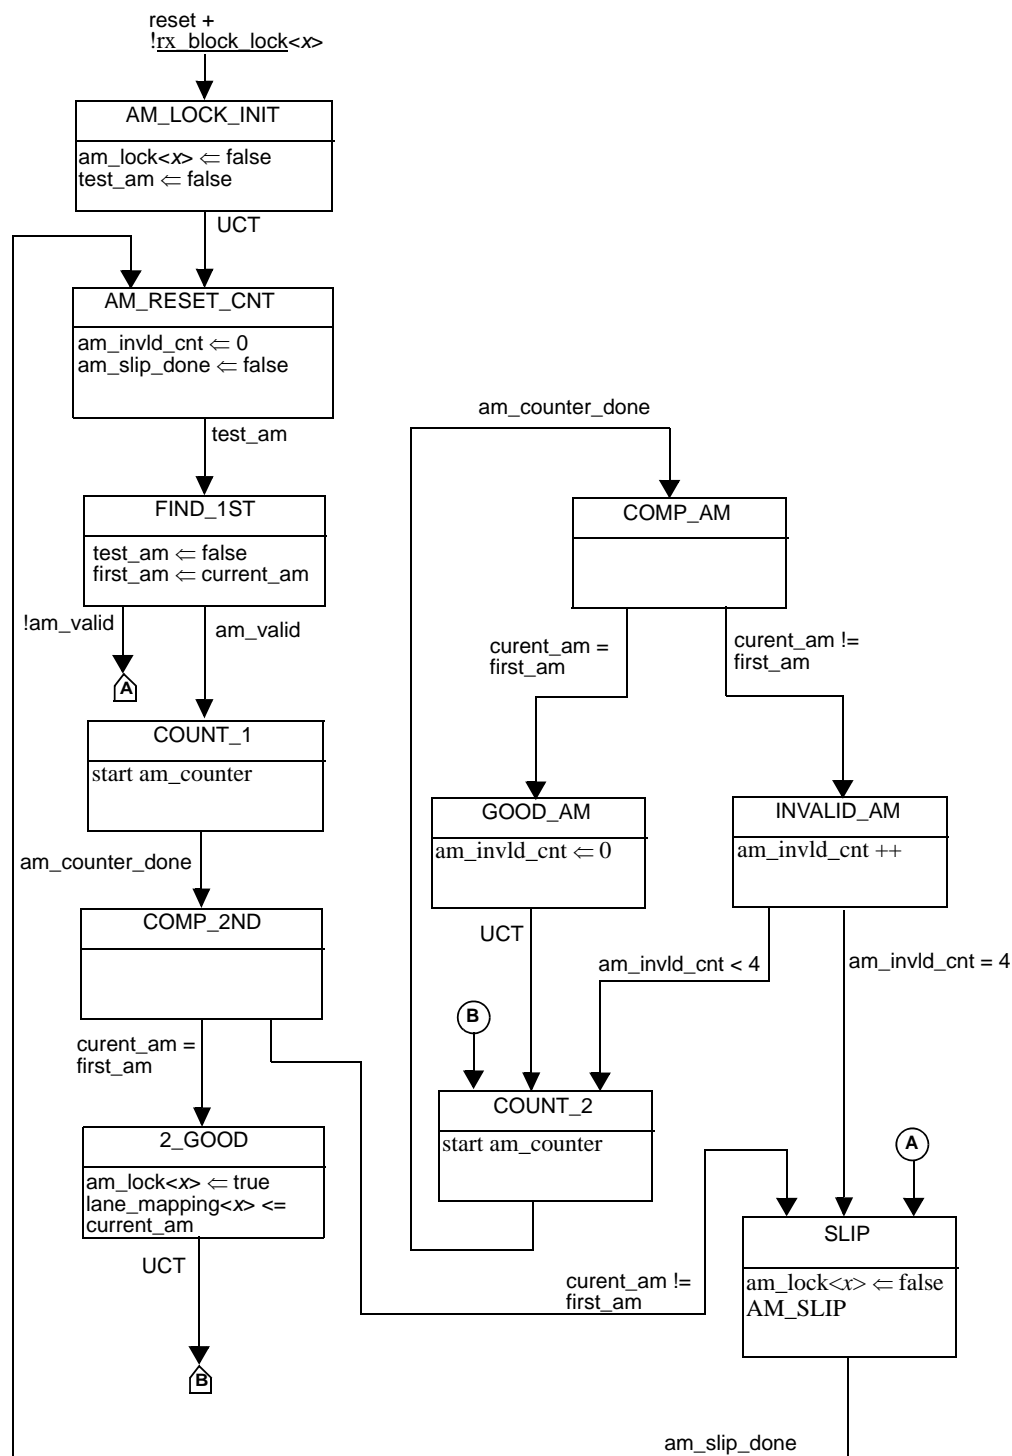 reset +
!rx_block_lock<x>
AM_LOCK_INIT
am_lock<x> ⇐ false
test_am ⇐ false
UCT
AM_RESET_CNT
am_invld_cnt ⇐ 0
am_slip_done ⇐ false
test_am
FIND_1ST
test_am ⇐ false
first_am ⇐ current_am
!am_valid
am_valid
A
COUNT_1
start am_counter
am_counter_done
COMP_2ND
curent_am =
first_am
2_GOOD
am_lock<x> ⇐ true
lane_mapping<x> <=
current_am
UCT
B
am_counter_done
COMP_AM
curent_am =
first_am
curent_am !=
first_am
GOOD_AM
am_invld_cnt ⇐ 0
INVALID_AM
am_invld_cnt ++
UCT
am_invld_cnt < 4
am_invld_cnt = 4
B
COUNT_2
start am_counter
A
curent_am !=
first_am
SLIP
am_lock<x> ⇐ false
AM_SLIP
am_slip_done